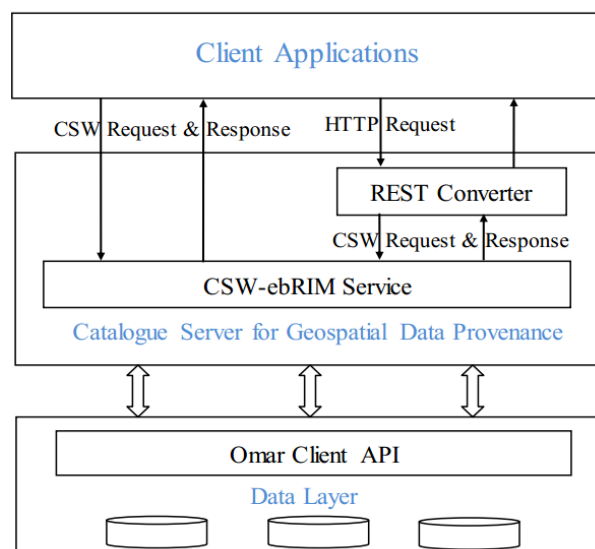 Client Applications
CSW Request & Response
HTTP Request
REST Converter
CSW Request & Response
CSW-ebRIM Service
Catalogue Server for Geospatial Data Provenance
Omar Client API
Data Layer